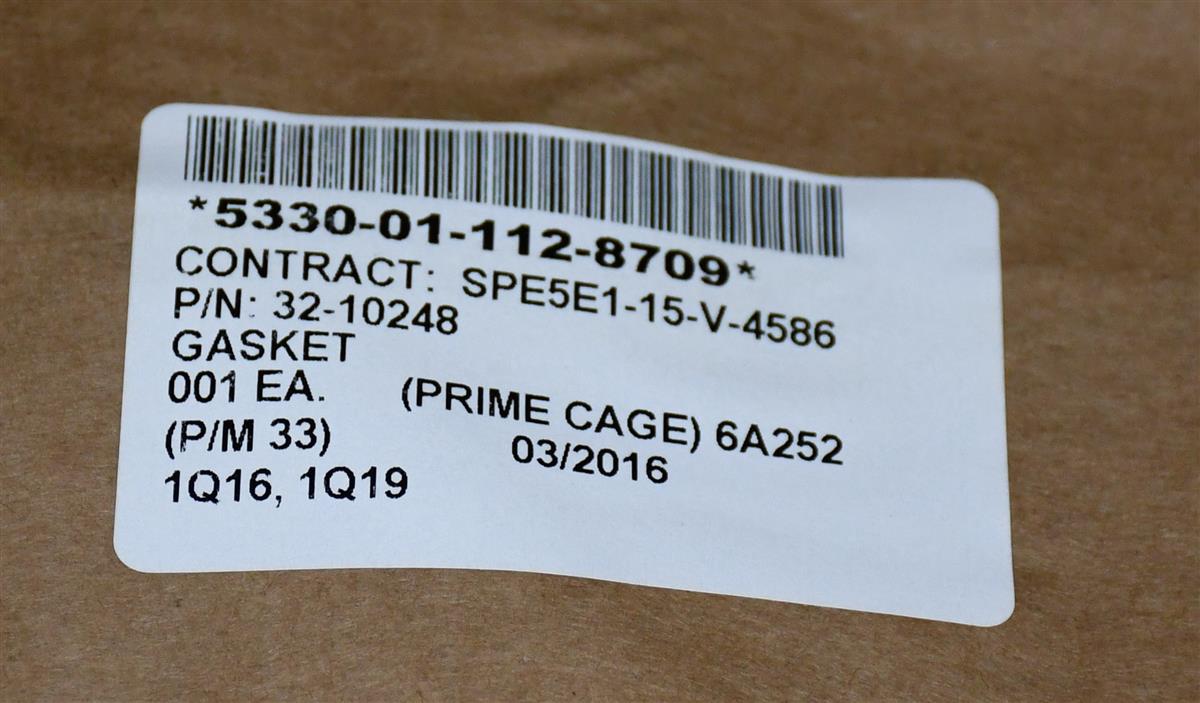 *5330-01-112-8709*
CONTRACT: SPE5E1-15-V-4586
P/N: 32-10248
GASKET
001 EA. (PRIME CAGE) 6A252
(P/M 33) 03/2016
1Q16, 1Q19